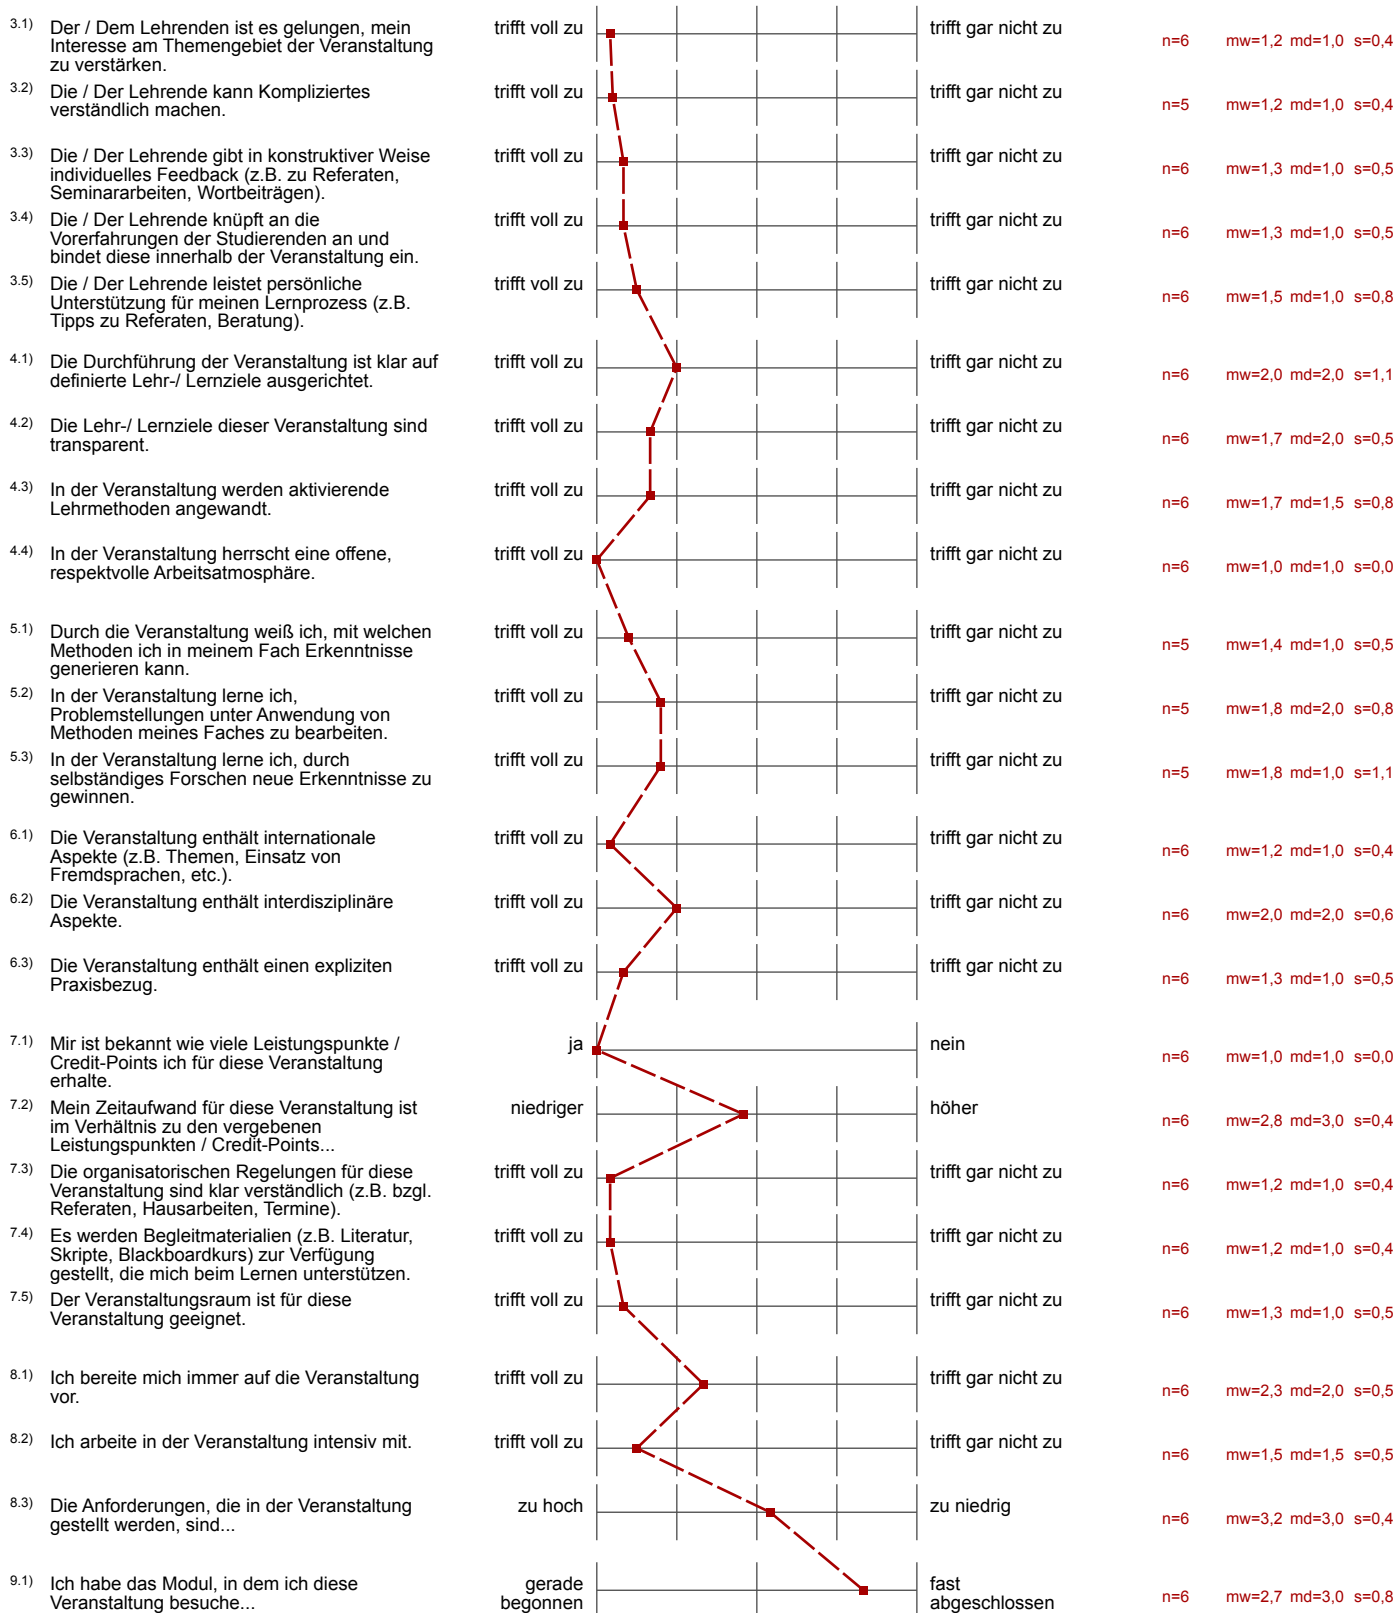 3.1) Der / Dem Lehrenden ist es gelungen, mein trifft voll zu trifft gar nicht zu
Interesse am Themengebiet der Veranstaltung n=6 mw=1,2 md=1,0 s=0,4
zu verstärken.
3.2) Die / Der Lehrende kann Kompliziertes trifft voll zu trifft gar nicht zu
verständlich machen. n=5 mw=1,2 md=1,0 s=0,4
3.3) Die / Der Lehrende gibt in konstruktiver Weise trifft voll zu trifft gar nicht zu
individuelles Feedback (z.B. zu Referaten, n=6 mw=1,3 md=1,0 s=0,5
Seminararbeiten, Wortbeiträgen).
3.4) Die / Der Lehrende knüpft an die trifft voll zu trifft gar nicht zu
Vorerfahrungen der Studierenden an und n=6 mw=1,3 md=1,0 s=0,5
bindet diese innerhalb der Veranstaltung ein.
3.5) Die / Der Lehrende leistet persönliche trifft voll zu trifft gar nicht zu
Unterstützung für meinen Lernprozess (z.B. n=6 mw=1,5 md=1,0 s=0,8
Tipps zu Referaten, Beratung).
4.1) Die Durchführung der Veranstaltung ist klar auf trifft voll zu trifft gar nicht zu
definierte Lehr-/ Lernziele ausgerichtet. n=6 mw=2,0 md=2,0 s=1,1
4.2) Die Lehr-/ Lernziele dieser Veranstaltung sind trifft voll zu trifft gar nicht zu
transparent. n=6 mw=1,7 md=2,0 s=0,5
4.3) In der Veranstaltung werden aktivierende trifft voll zu trifft gar nicht zu
Lehrmethoden angewandt. n=6 mw=1,7 md=1,5 s=0,8
4.4) In der Veranstaltung herrscht eine offene, trifft voll zu trifft gar nicht zu
respektvolle Arbeitsatmosphäre. n=6 mw=1,0 md=1,0 s=0,0
5.1) Durch die Veranstaltung weiß ich, mit welchen trifft voll zu trifft gar nicht zu
Methoden ich in meinem Fach Erkenntnisse n=5 mw=1,4 md=1,0 s=0,5
generieren kann.
5.2) In der Veranstaltung lerne ich, trifft voll zu trifft gar nicht zu
Problemstellungen unter Anwendung von n=5 mw=1,8 md=2,0 s=0,8
Methoden meines Faches zu bearbeiten.
5.3) In der Veranstaltung lerne ich, durch trifft voll zu trifft gar nicht zu
selbständiges Forschen neue Erkenntnisse zu n=5 mw=1,8 md=1,0 s=1,1
gewinnen.
6.1) Die Veranstaltung enthält internationale trifft voll zu trifft gar nicht zu
Aspekte (z.B. Themen, Einsatz von n=6 mw=1,2 md=1,0 s=0,4
Fremdsprachen, etc.).
6.2) Die Veranstaltung enthält interdisziplinäre trifft voll zu trifft gar nicht zu
Aspekte. n=6 mw=2,0 md=2,0 s=0,6
6.3) Die Veranstaltung enthält einen expliziten trifft voll zu trifft gar nicht zu
Praxisbezug. n=6 mw=1,3 md=1,0 s=0,5
7.1) Mir ist bekannt wie viele Leistungspunkte / ja nein
Credit-Points ich für diese Veranstaltung n=6 mw=1,0 md=1,0 s=0,0
erhalte.
7.2) Mein Zeitaufwand für diese Veranstaltung ist niedriger höher
im Verhältnis zu den vergebenen n=6 mw=2,8 md=3,0 s=0,4
Leistungspunkten / Credit-Points...
7.3) Die organisatorischen Regelungen für diese trifft voll zu trifft gar nicht zu
Veranstaltung sind klar verständlich (z.B. bzgl. n=6 mw=1,2 md=1,0 s=0,4
Referaten, Hausarbeiten, Termine).
7.4) Es werden Begleitmaterialien (z.B. Literatur, trifft voll zu trifft gar nicht zu
Skripte, Blackboardkurs) zur Verfügung n=6 mw=1,2 md=1,0 s=0,4
gestellt, die mich beim Lernen unterstützen.
7.5) Der Veranstaltungsraum ist für diese trifft voll zu trifft gar nicht zu
Veranstaltung geeignet. n=6 mw=1,3 md=1,0 s=0,5
8.1) Ich bereite mich immer auf die Veranstaltung trifft voll zu trifft gar nicht zu
vor. n=6 mw=2,3 md=2,0 s=0,5
8.2) Ich arbeite in der Veranstaltung intensiv mit. trifft voll zu trifft gar nicht zu
n=6 mw=1,5 md=1,5 s=0,5
8.3) Die Anforderungen, die in der Veranstaltung zu hoch zu niedrig
gestellt werden, sind... n=6 mw=3,2 md=3,0 s=0,4
9.1) Ich habe das Modul, in dem ich diese gerade fast
Veranstaltung besuche... begonnen abgeschlossen n=6 mw=2,7 md=3,0 s=0,8